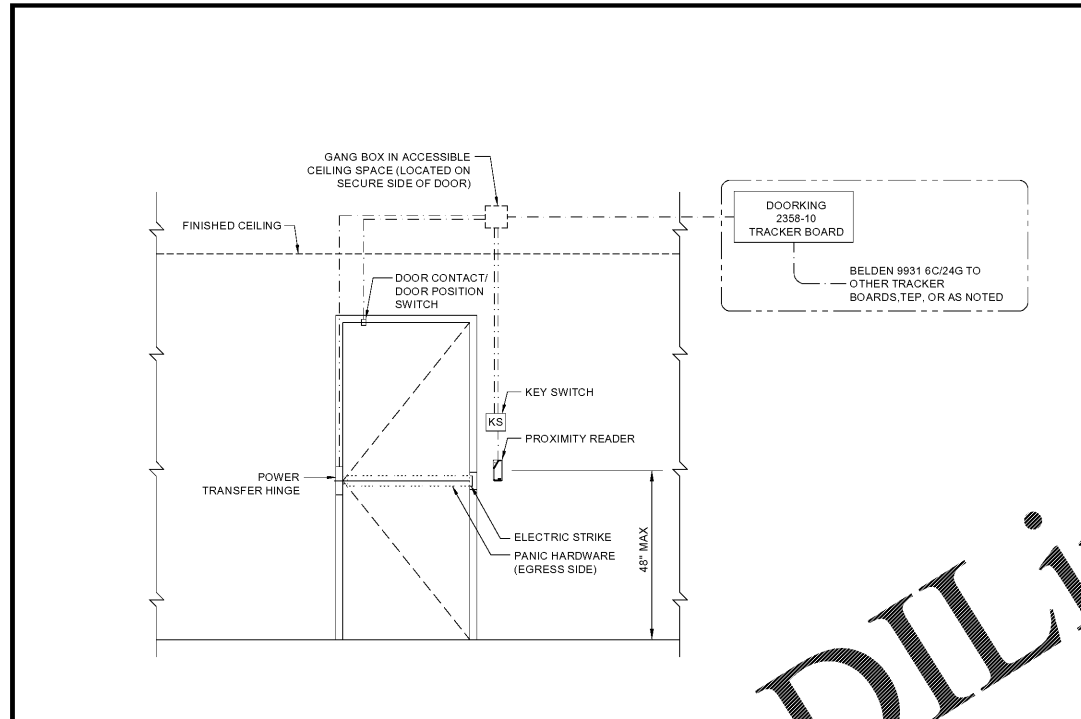 GANG BOX IN ACCESSIBLE
CEILING SPACE (LOCATED ON
SECURE SIDE OF DOOR)
FINISHED CEILING
DOORKING
2358-10
TRACKER BOARD
BELDEN 9931 6C/24G TO
OTHER TRACKER
BOARDS,TEP, OR AS NOTED
DOOR CONTACT/
DOOR POSITION
SWITCH
KEY SWITCH
KS
PROXIMITY READER
POWER
TRANSFER HINGE
ELECTRIC STRIKE
PANIC HARDWARE
(EGRESS SIDE)
48" MAX
DILi